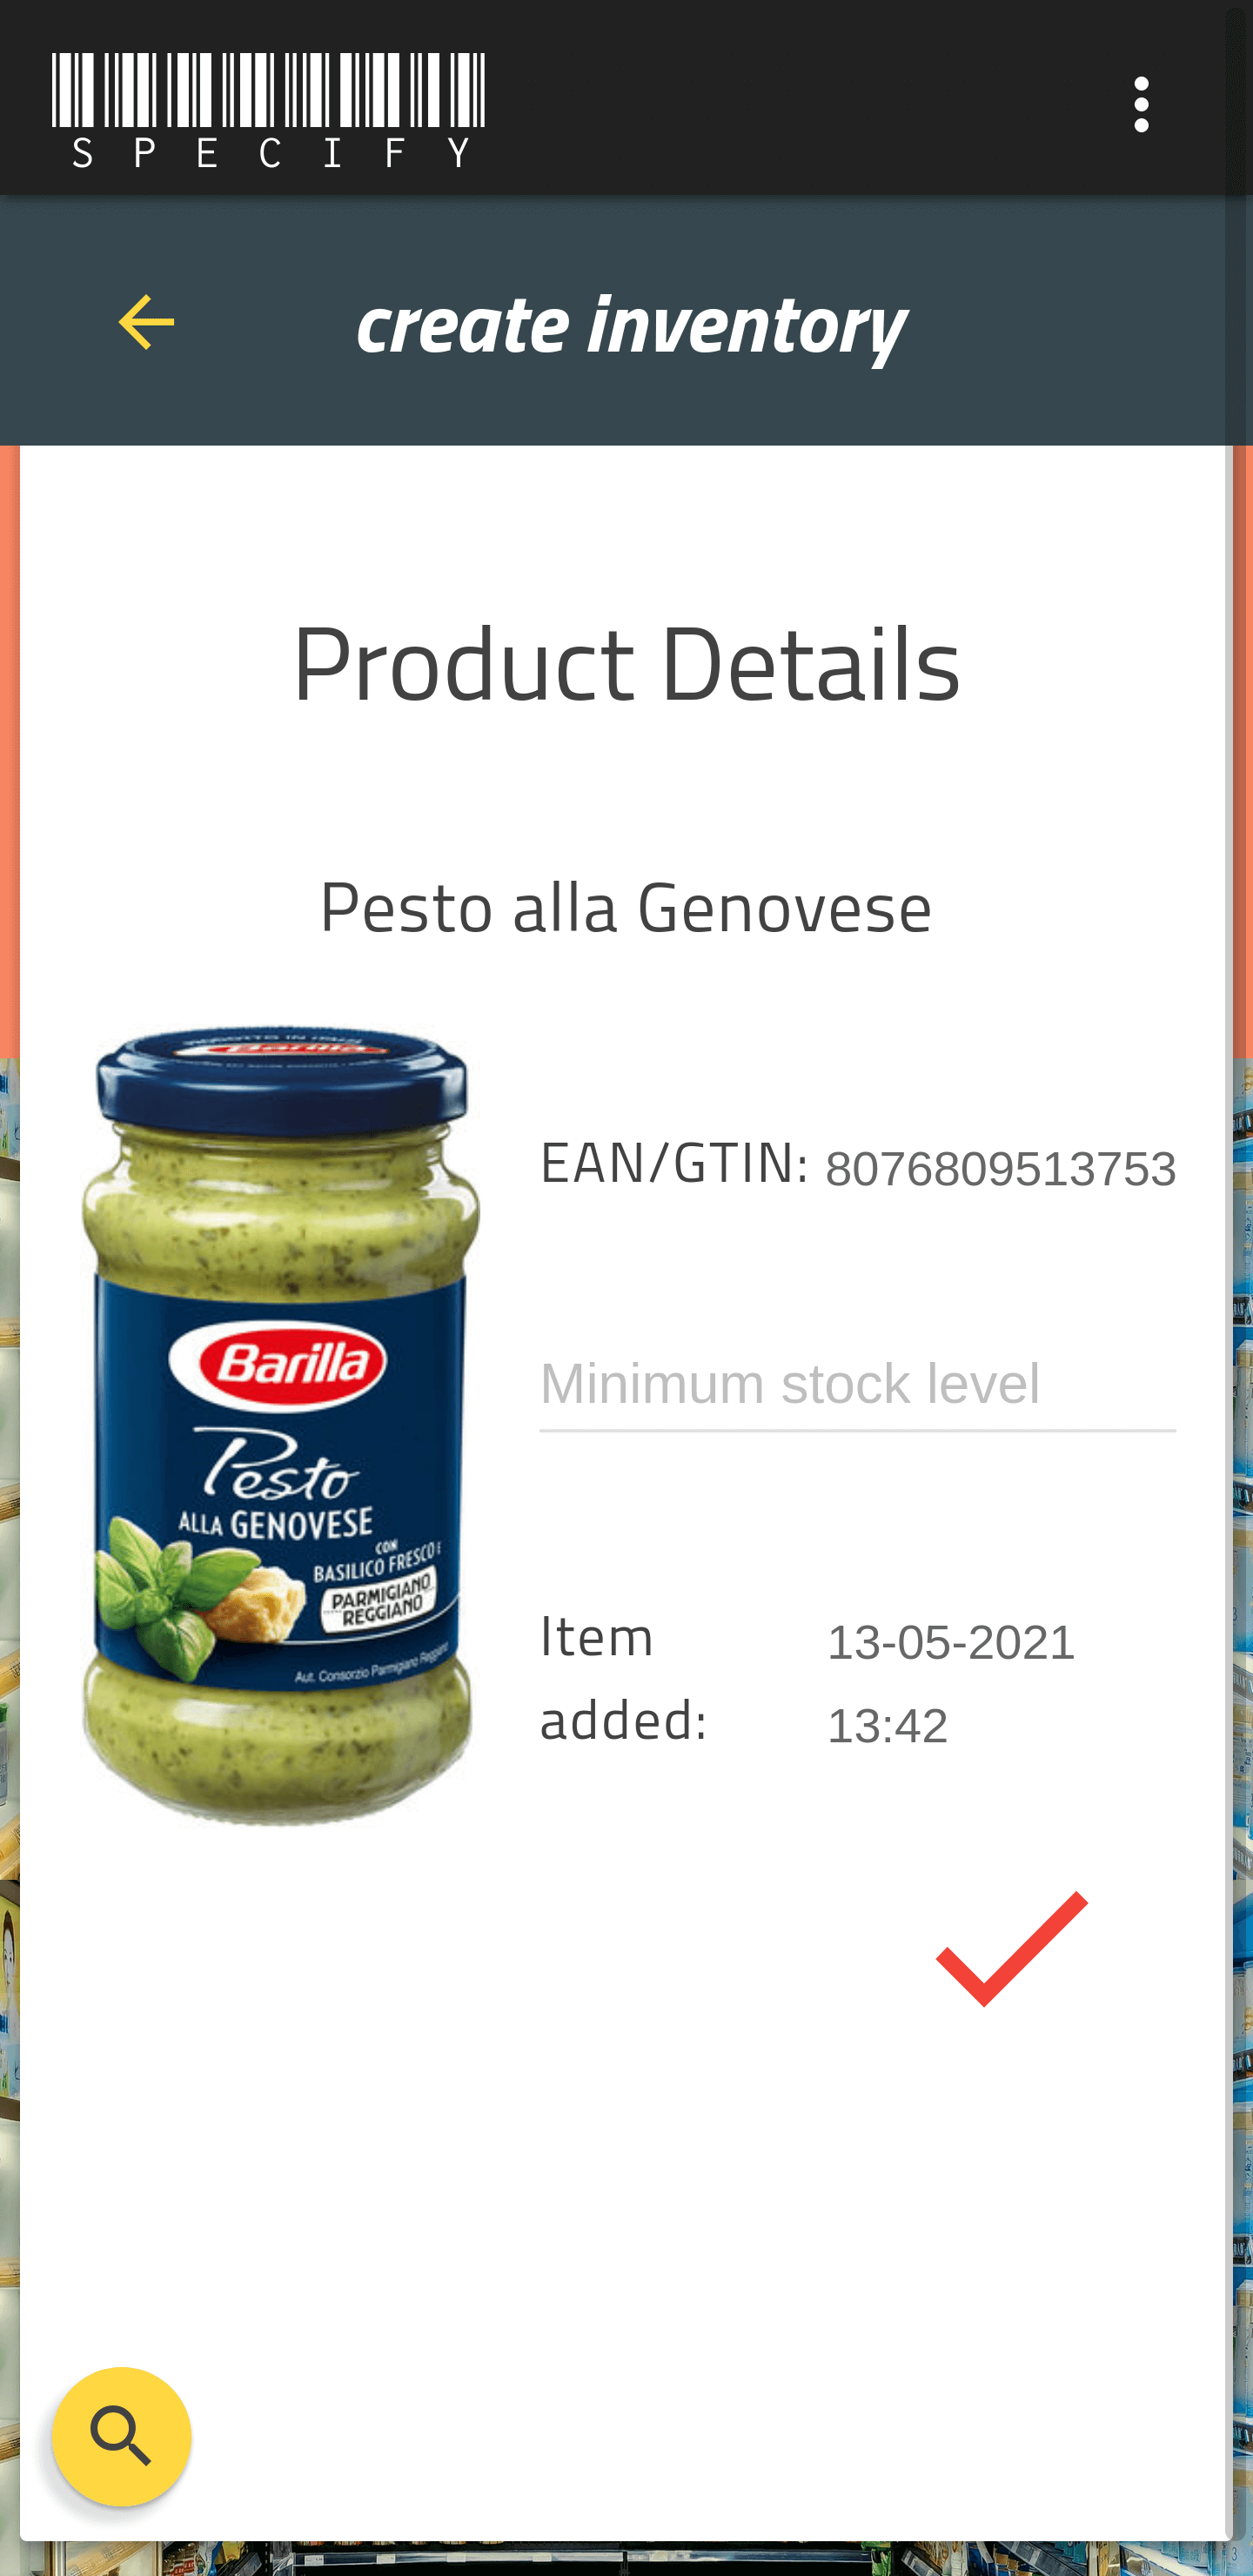 SPECIFY
create inventory
Product Details
Pesto alla Genovese
Barilla
EAN/GTIN: 8076809513753
Barilla
Minimum stock level
Pesto
ALLA GENOVESE
CON
BASILICO FRESCO E
PARMIGIANO
REGGIANO
Aut. Consorzio Parmigiano Reggiano
Item added:
13-05-2021
13:42